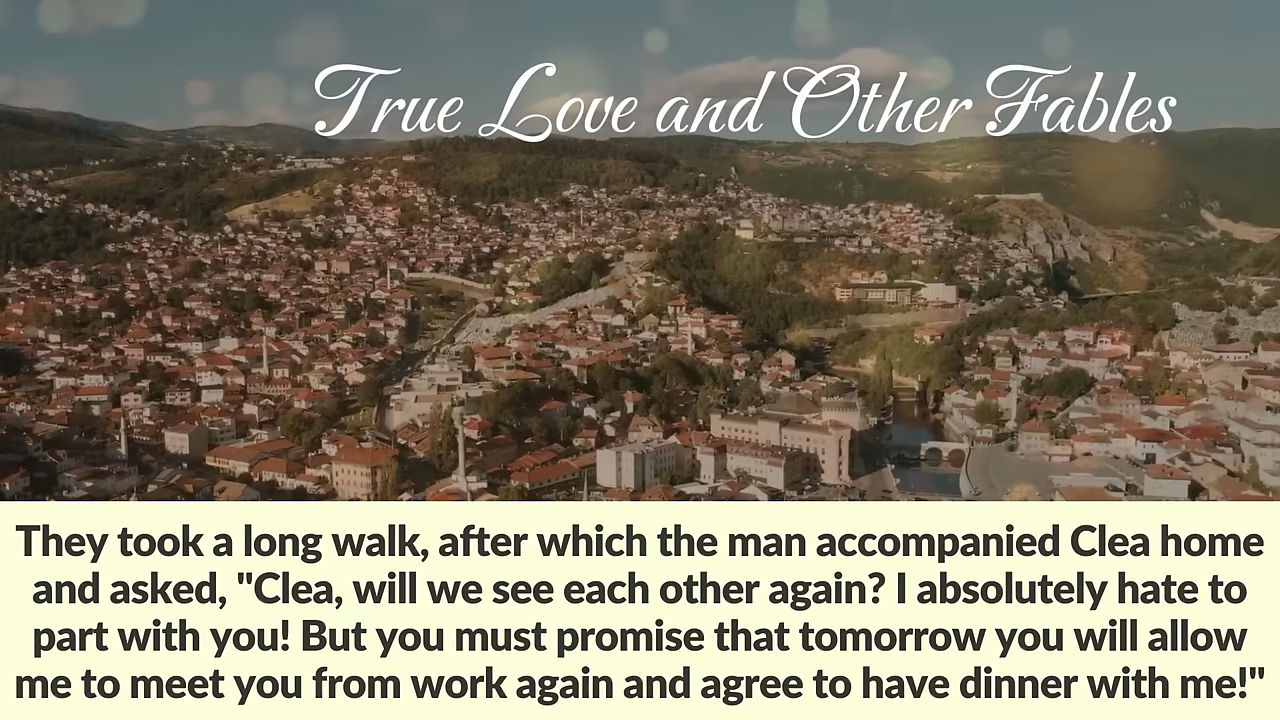 True Love and Other Fables
They took a long walk, after which the man accompanied Clea home
and asked, "Clea, will we see each other again? I absolutely hate to
part with you! But you must promise that tomorrow you will allow
me to meet you from work again and agree to have dinner with me!"